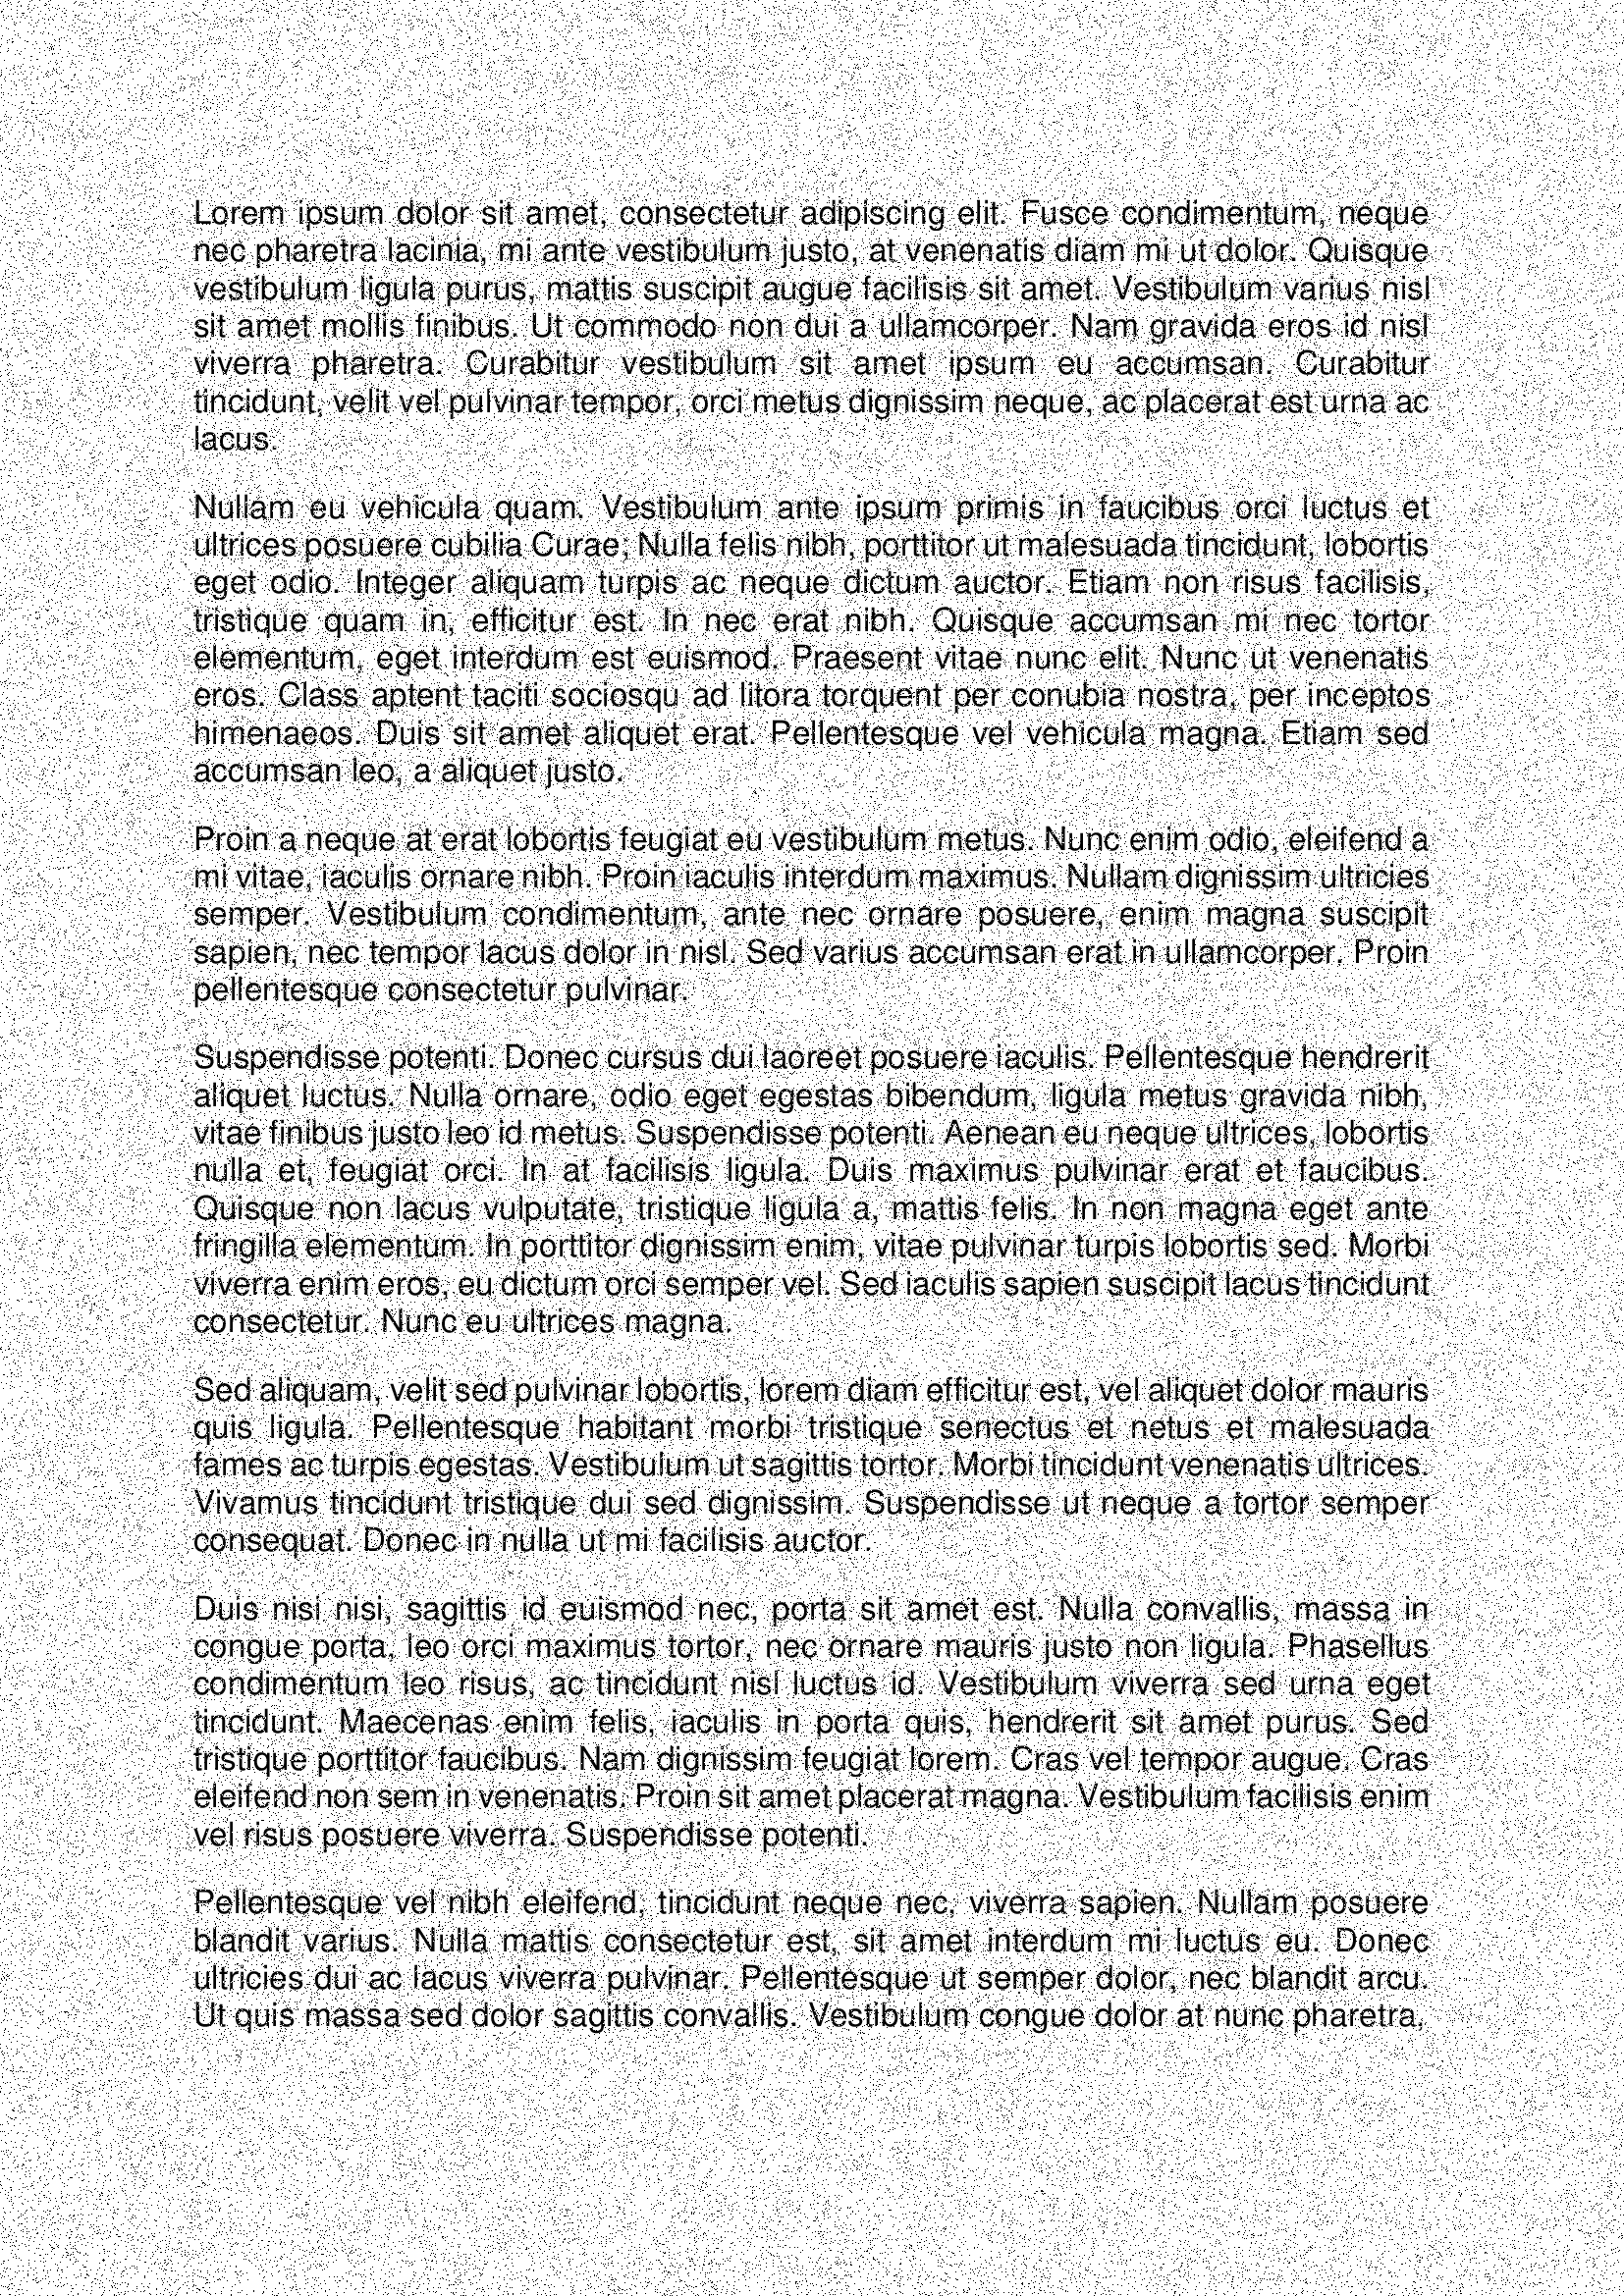 Lorem ipsum dolor sit amet, consectetur adipiscing elit. Fusce condimentum, neque
nec pharetra lacinia, mi ante vestibulum justo, at venenatis diam mi ut dolor. Quisque
vestibulum ligula purus, mattis suscipit augue facilisis sit amet. Vestibulum varius nisl
sit amet mollis finibus. Ut commodo non dui a ullamcorper. Nam gravida eros id nisl
viverra pharetra. Curabitur vestibulum sit amet ipsum eu accumsan. Curabitur
tincidunt, velit vel pulvinar tempor, orci metus dignissim neque, ac placerat est urna ac
lacus.
Nullam eu vehicula quam. Vestibulum ante ipsum primis in faucibus orci luctus et
ultrices posuere cubilia Curae; Nulla felis nibh, porttitor ut malesuada tincidunt, lobortis
eget odio. Integer aliquam turpis ac neque dictum auctor. Etiam non risus facilisis,
tristique quam in, efficitur est. In nec erat nibh. Quisque accumsan mi nec tortor
elementum, eget interdum est euismod. Praesent vitae nunc elit. Nunc ut venenatis
eros. Class aptent taciti sociosqu ad litora torquent per conubia nostra, per inceptos
himenaeos. Duis sit amet aliquet erat. Pellentesque vel vehicula magna. Etiam sed
accumsan leo, a aliquet justo.
Proin a neque at erat lobortis feugiat eu vestibulum metus. Nunc enim odio, eleifend a
mi vitae, iaculis ornare nibh. Proin iaculis interdum maximus. Nullam dignissim ultricies
semper. Vestibulum condimentum, ante nec ornare posuere, enim magna suscipit
sapien, nec tempor lacus dolor in nisl. Sed varius accumsan erat in ullamcorper. Proin
pellentesque consectetur pulvinar.
Suspendisse potenti. Donec cursus dui laoreet posuere iaculis. Pellentesque hendrerit
aliquet luctus. Nulla ornare, odio eget egestas bibendum, ligula metus gravida nibh,
vitae finibus justo leo id metus. Suspendisse potenti. Aenean eu neque ultrices, lobortis
nulla et, feugiat orci. In at facilisis ligula. Duis maximus pulvinar erat et faucibus.
Quisque non lacus vulputate, tristique ligula a, mattis felis. In non magna eget ante
fringilla elementum. In porttitor dignissim enim, vitae pulvinar turpis lobortis sed. Morbi
viverra enim eros, eu dictum orci semper vel. Sed iaculis sapien suscipit lacus tincidunt
consectetur. Nunc eu ultrices magna.
Sed aliquam, velit sed pulvinar lobortis, lorem diam efficitur est, vel aliquet dolor mauris
quis ligula. Pellentesque habitant morbi tristique senectus et netus et malesuada
fames ac turpis egestas. Vestibulum ut sagittis tortor. Morbi tincidunt venenatis ultrices.
Vivamus tincidunt tristique dui sed dignissim. Suspendisse ut neque a tortor semper
consequat. Donec in nulla ut mi facilisis auctor.
Duis nisi nisi, sagittis id euismod nec, porta sit amet est. Nulla convallis, massa in
congue porta, leo orci maximus tortor, nec ornare mauris justo non ligula. Phasellus
condimentum leo risus, ac tincidunt nisl luctus id. Vestibulum viverra sed urna eget
tincidunt. Maecenas enim felis, iaculis in porta quis, hendrerit sit amet purus. Sed
tristique porttitor faucibus. Nam dignissim feugiat lorem. Cras vel tempor augue. Cras
eleifend non sem in venenatis. Proin sit amet placerat magna. Vestibulum facilisis enim
vel risus posuere viverra. Suspendisse potenti.
Pellentesque vel nibh eleifend, tincidunt neque nec, viverra sapien. Nullam posuere
blandit varius. Nulla mattis consectetur est, sit amet interdum mi luctus eu. Donec
ultricies dui ac lacus viverra pulvinar. Pellentesque ut semper dolor, nec blandit arcu.
Ut quis massa sed dolor sagittis convallis. Vestibulum congue dolor at nunc pharetra,